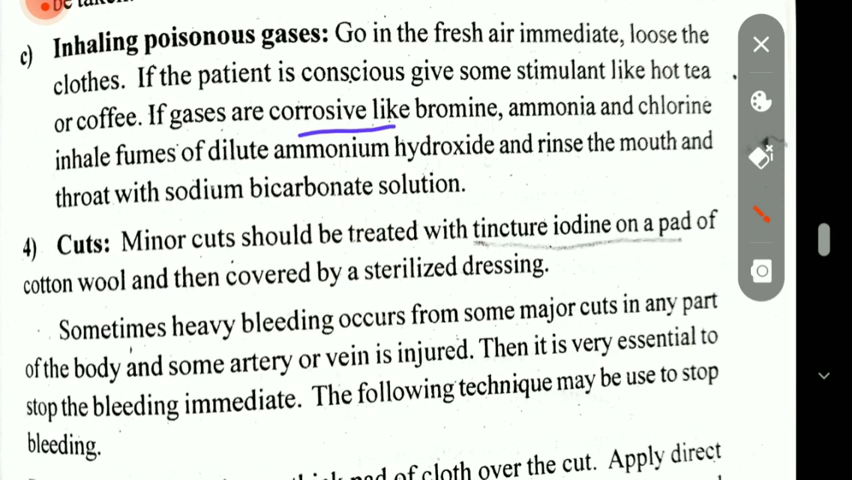 be taken.
c) Inhaling poisonous gases: Go in the fresh air immediate, loose the
clothes. If the patient is conscious give some stimulant like hot tea
or coffee. If gases are corrosive like bromine, ammonia and chlorine
inhale fumes of dilute ammonium hydroxide and rinse the mouth and
throat with sodium bicarbonate solution.
4) Cuts: Minor cuts should be treated with tincture iodine on a pad of
cotton wool and then covered by a sterilized dressing.
Sometimes heavy bleeding occurs from some major cuts in any part
of the body and some artery or vein is injured. Then it is very essential to
stop the bleeding immediate. The following technique may be use to stop
bleeding.
pad of cloth over the cut. Apply direct